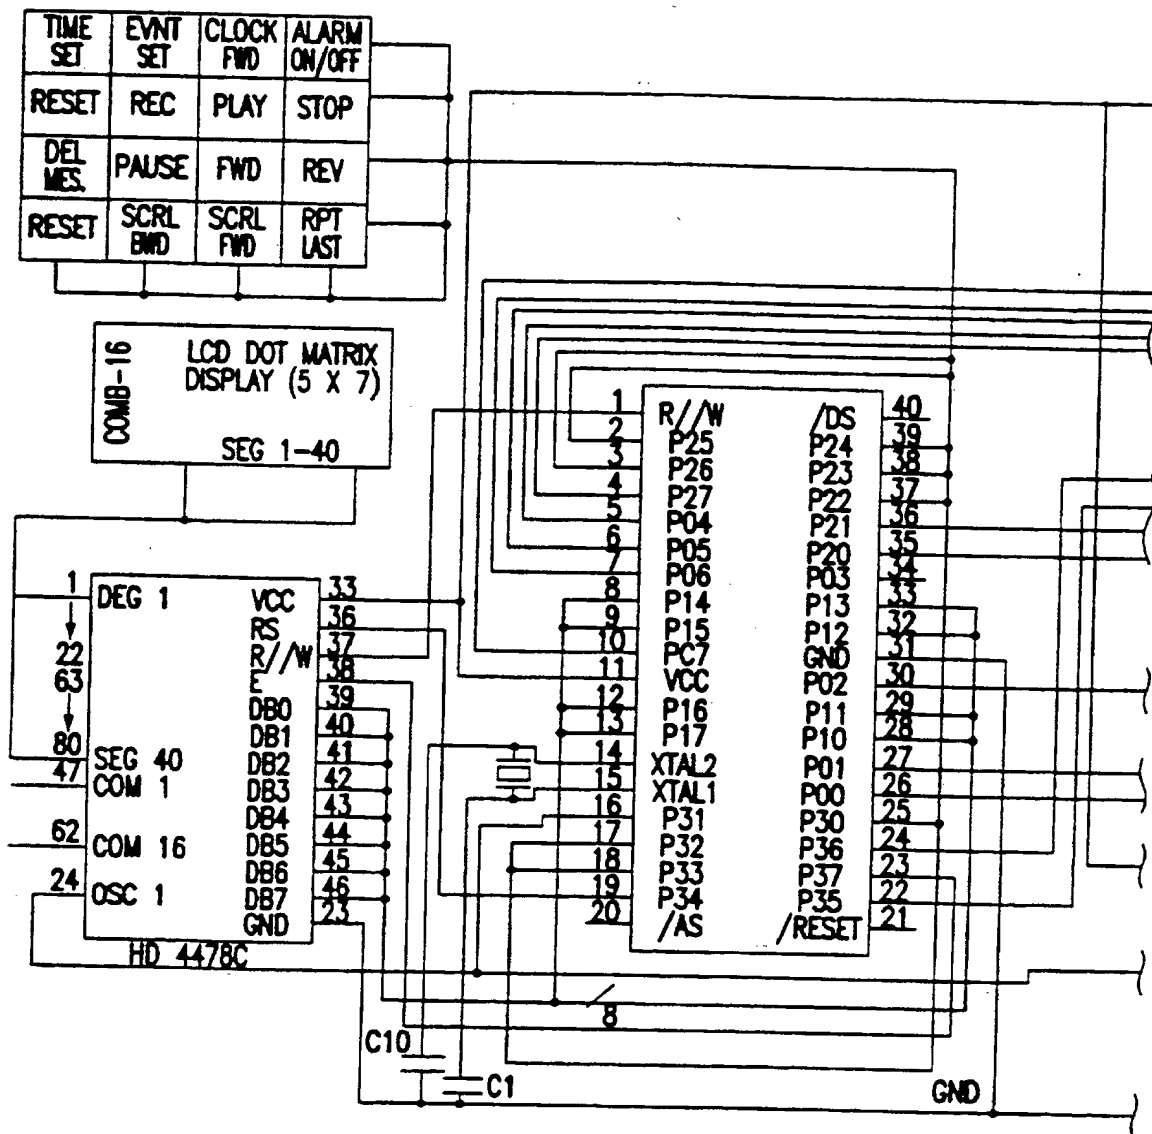 TIME SET
EVNT SET
CLOCK FWD
ALARM ON/OFF
RESET
REC
PLAY
STOP
DEL MES.
PAUSE
FWD
REV
RESET
SCRL BWD
SCRL FWD
RPT LAST
COMB-16
LCD DOT MATRIX
DISPLAY (5 X 7)
SEG 1-40
1
22
63
80
47
62
24
DEG 1
SEG 40
COM 1
COM 16
OSC 1
VCC 33
RS 36
R//W 37
E 38
DB0 39
DB1 40
DB2 41
DB3 42
DB4 43
DB5 44
DB6 45
DB7 46
GND 23
HD 4478C
1 R//W
2 P25
3 P26
4 P27
5 P04
6 P05
7 P06
8 P14
9 P15
10 PC7
11 VCC
12 P16
13 P17
14 XTAL2
15 XTAL1
16 P31
17 P32
18 P33
19 P34
20 /AS
/DS 40
P24 39
P23 38
P22 37
P21 36
P20 35
P03 34
P13 33
P12 32
GND 31
P02 30
P11 29
P10 28
P01 27
P00 26
P30 25
P36 24
P37 23
P35 22
/RESET 21
8
C10
C1
GND